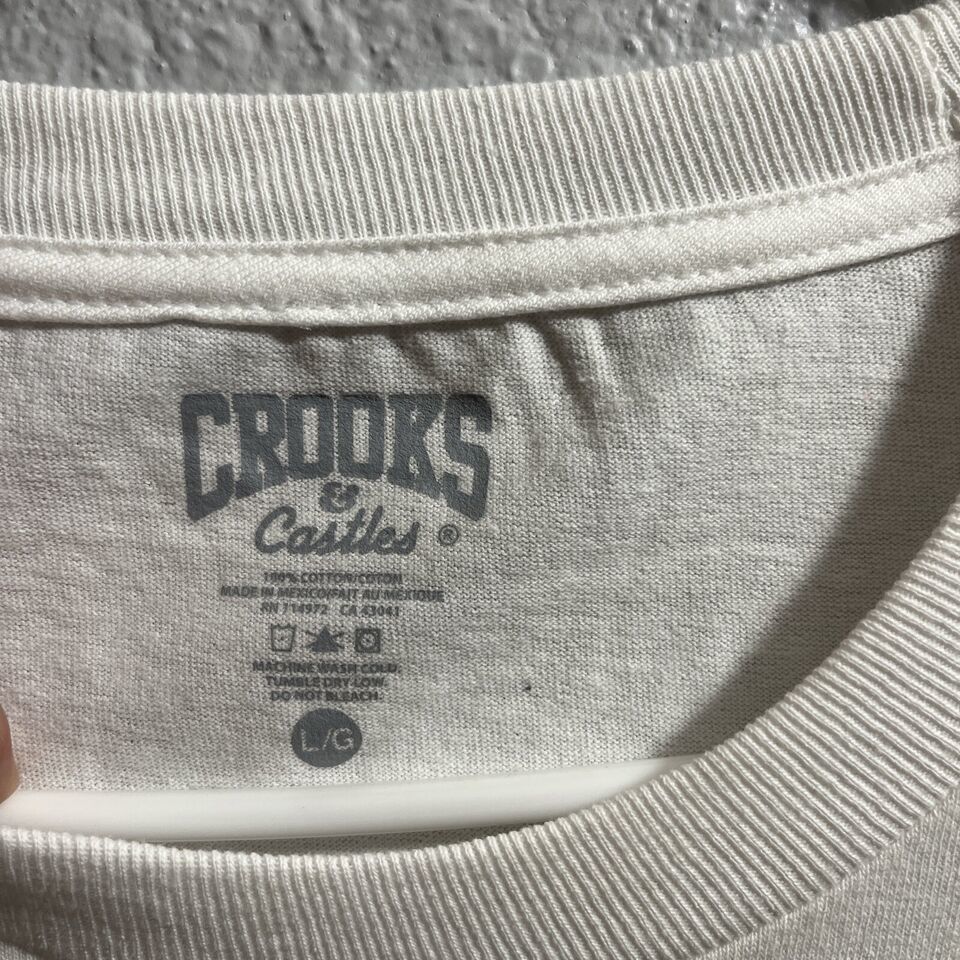 CROOKS
&
Castles ®
100% COTTON/COTON
MADE IN MEXICO/FAIT AU MEXIQUE
RN 114972 CA 43041
MACHINE WASH COLD.
TUMBLE DRY LOW.
DO NOT BLEACH.
L/G